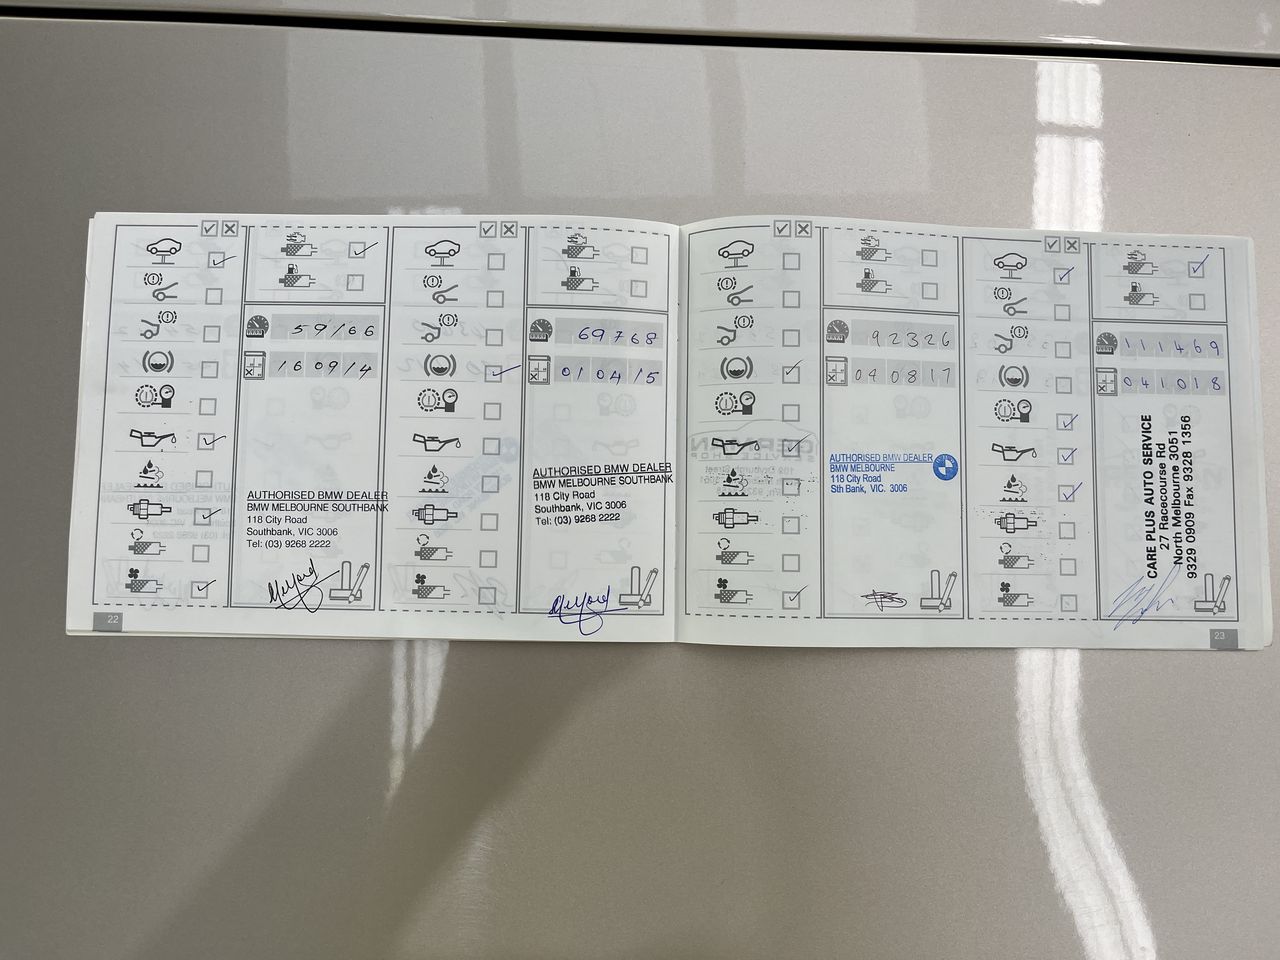 59166
160914
AUTHORISED BMW DEALER
BMW MELBOURNE SOUTHBANK
118 City Road
Southbank, VIC 3006
Tel: (03) 9268 2222
22
69768
010415
AUTHORISED BMW DEALER
BMW MELBOURNE SOUTHBANK
118 City Road
Southbank, VIC 3006
Tel: (03) 9268 2222
92326
040817
AUTHORISED BMW DEALER
BMW MELBOURNE
118 City Road
Sth Bank, VIC. 3006
111469
041018
CARE PLUS AUTO SERVICE
27 Racecourse Rd
North Melbourne 3051
9329 0909 Fax 9328 1356
23